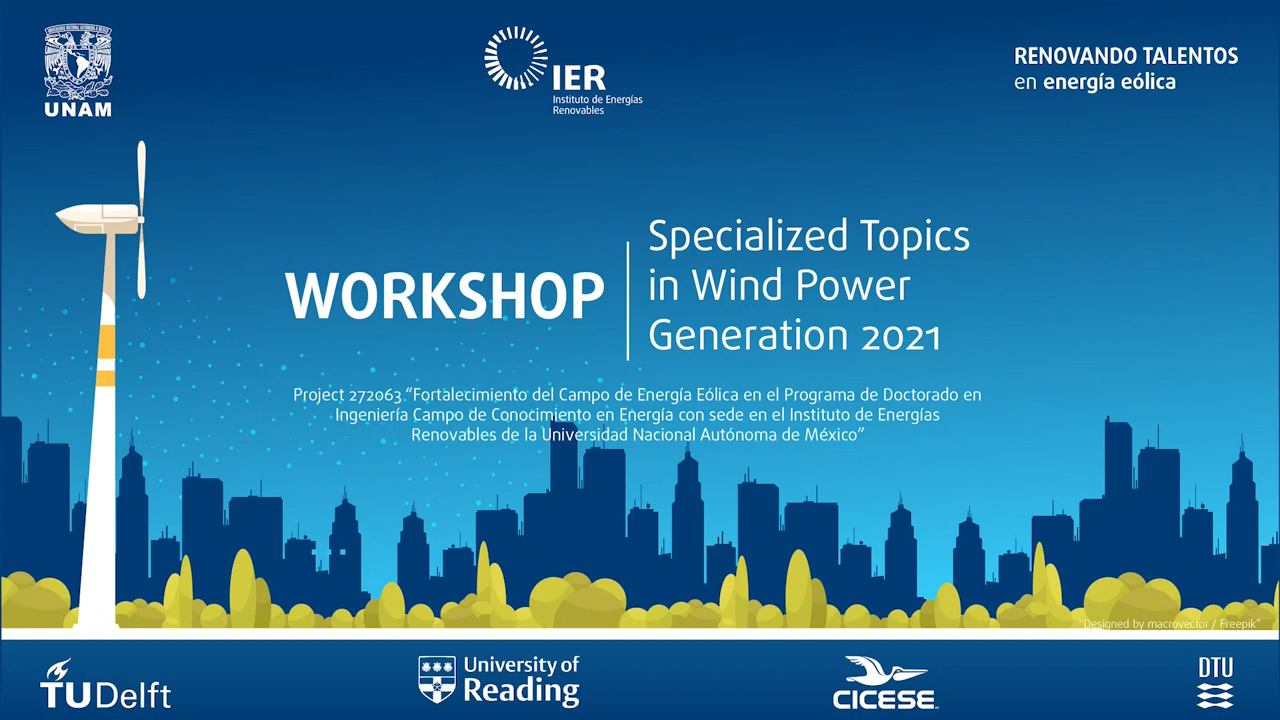 UNAM
IER
Instituto de Energías
Renovables
RENOVANDO TALENTOS
en energía eólica
WORKSHOP
Specialized Topics
in Wind Power
Generation 2021
Project 272063 “Fortalecimiento del Campo de Energía Eólica en el Programa de Doctorado en
Ingeniería Campo de Conocimiento en Energía con sede en el Instituto de Energías
Renovables de la Universidad Nacional Autónoma de México”
"Designed by macrovector / Freepik"
TUDelft
University of
Reading
CICESE
DTU